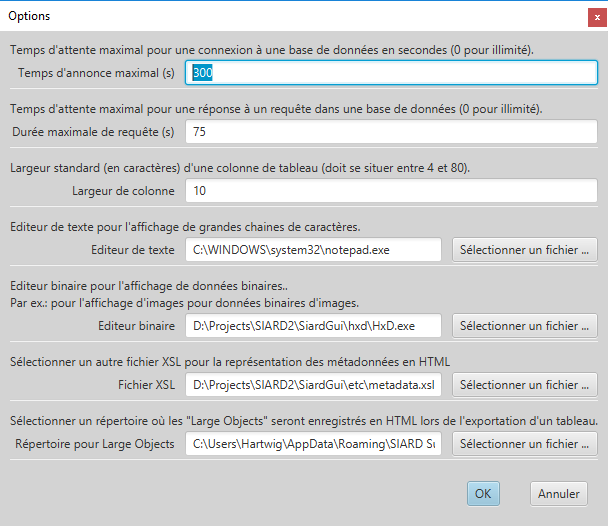 Options
Temps d'attente maximal pour une connexion à une base de données en secondes (0 pour illimité).
Temps d'annonce maximal (s) 300
Temps d'attente maximal pour une réponse à un requête dans une base de données (0 pour illimité).
Durée maximale de requête (s) 75
Largeur standard (en caractères) d'une colonne de tableau (doit se situer entre 4 et 80).
Largeur de colonne 10
Editeur de texte pour l'affichage de grandes chaines de caractères.
Editeur de texte C:\WINDOWS\system32\notepad.exe Sélectionner un fichier ...
Editeur binaire pour l'affichage de données binaires..
Par ex.: pour l'affichage d'images pour données binaires d'images.
Editeur binaire D:\Projects\SIARD2\SiardGui\hxd\HxD.exe Sélectionner un fichier ...
Sélectionner un autre fichier XSL pour la représentation des métadonnées en HTML
Fichier XSL D:\Projects\SIARD2\SiardGui\etc\metadata.xsl Sélectionner un fichier ...
Sélectionner un répertoire où les "Large Objects" seront enregistrés en HTML lors de l'exportation d'un tableau.
Répertoire pour Large Objects C:\Users\Hartwig\AppData\Roaming\SIARD Su Sélectionner un fichier ...
OK Annuler